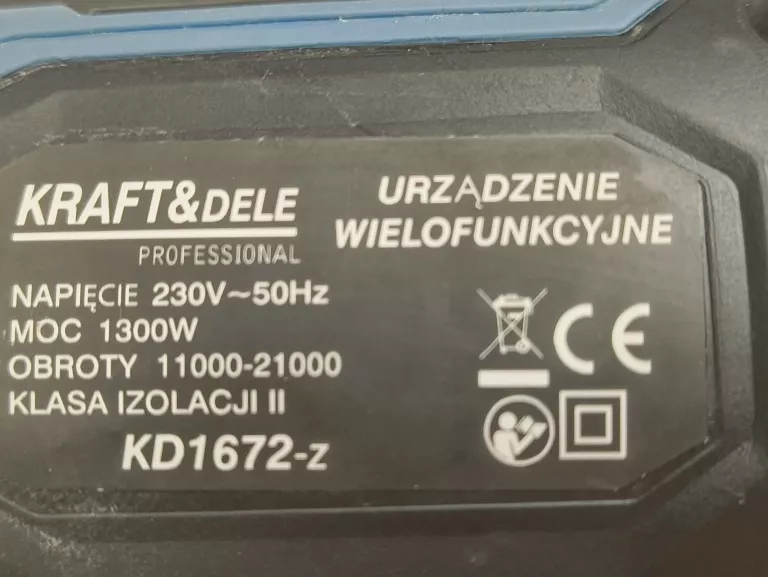 KRAFT&DELE
PROFESSIONAL
URZĄDZENIE
WIELOFUNKCYJNE
NAPIĘCIE 230V~50Hz
MOC 1300W
OBROTY 11000-21000
KLASA IZOLACJI II
KD1672-z
CE